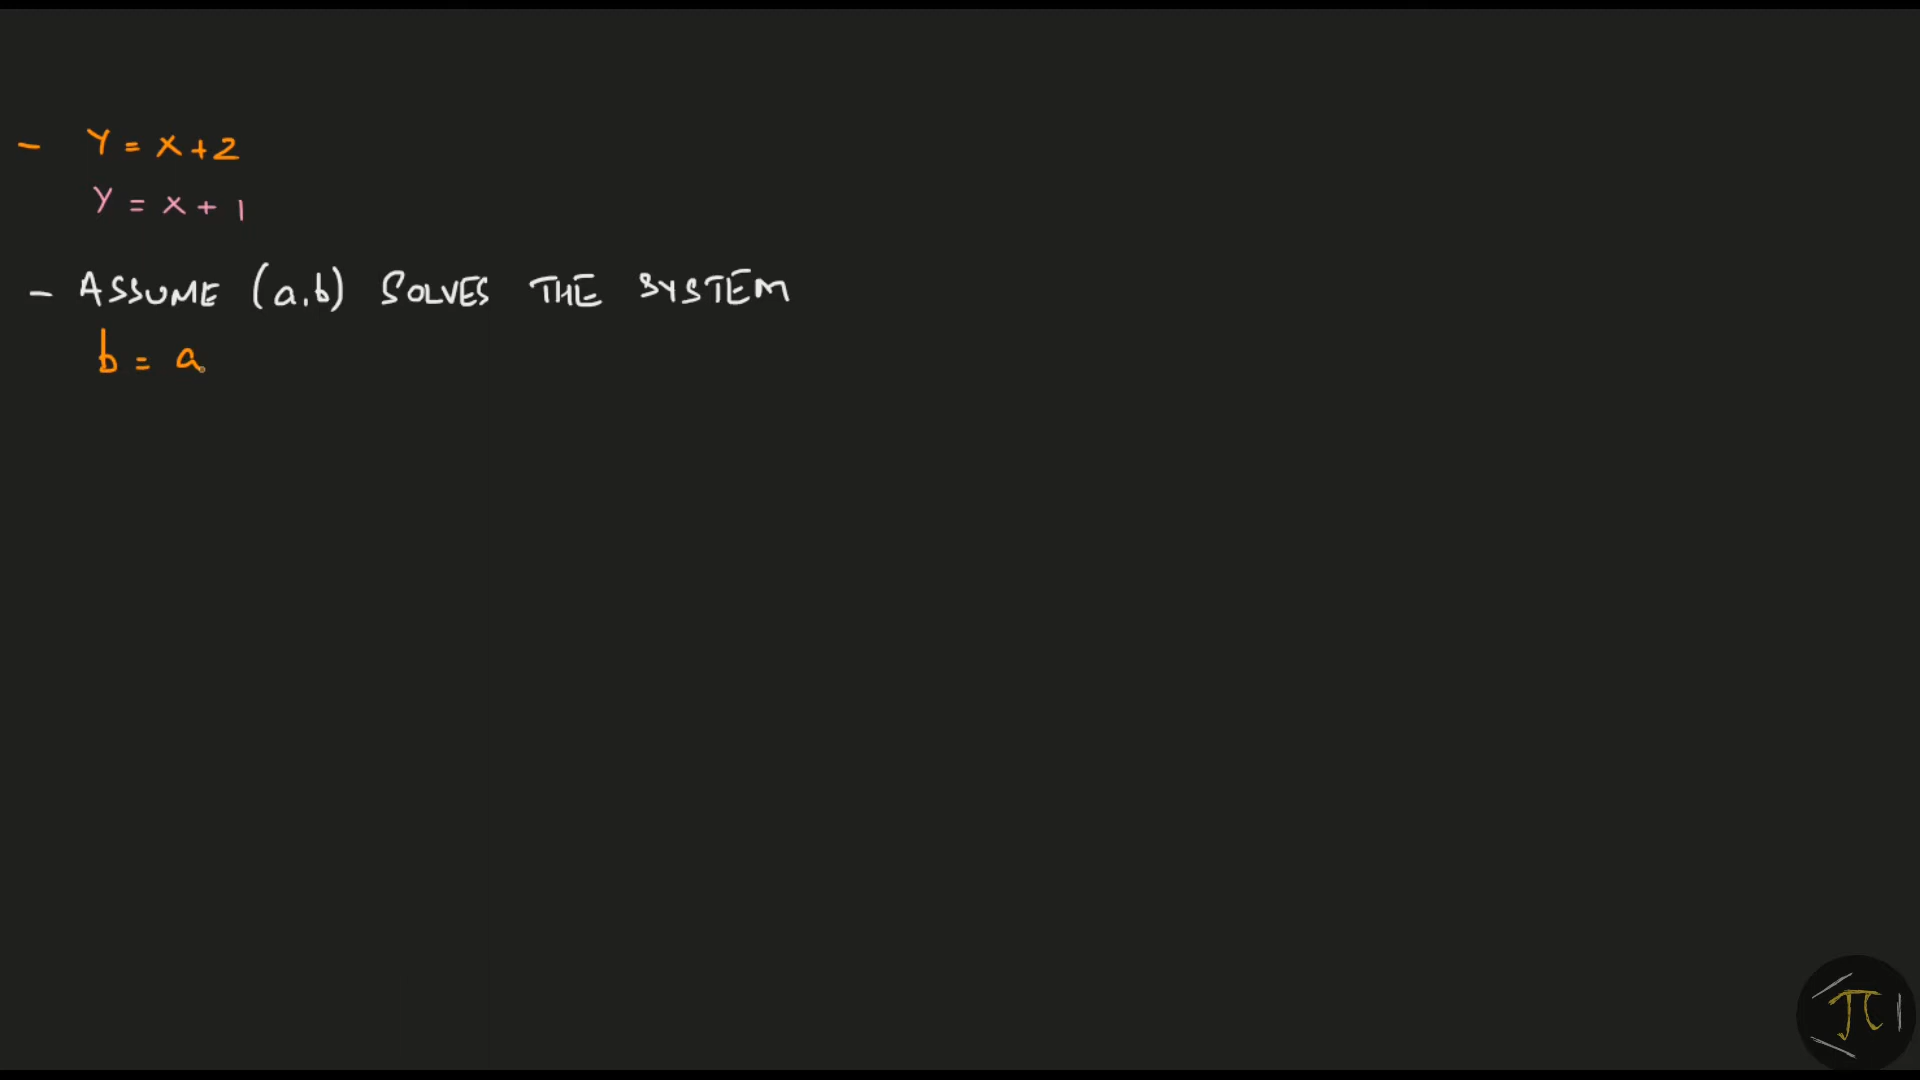 - Y = X + 2
Y = X + 1
- ASSUME (a,b) SOLVES THE SYSTEM
b = a
π